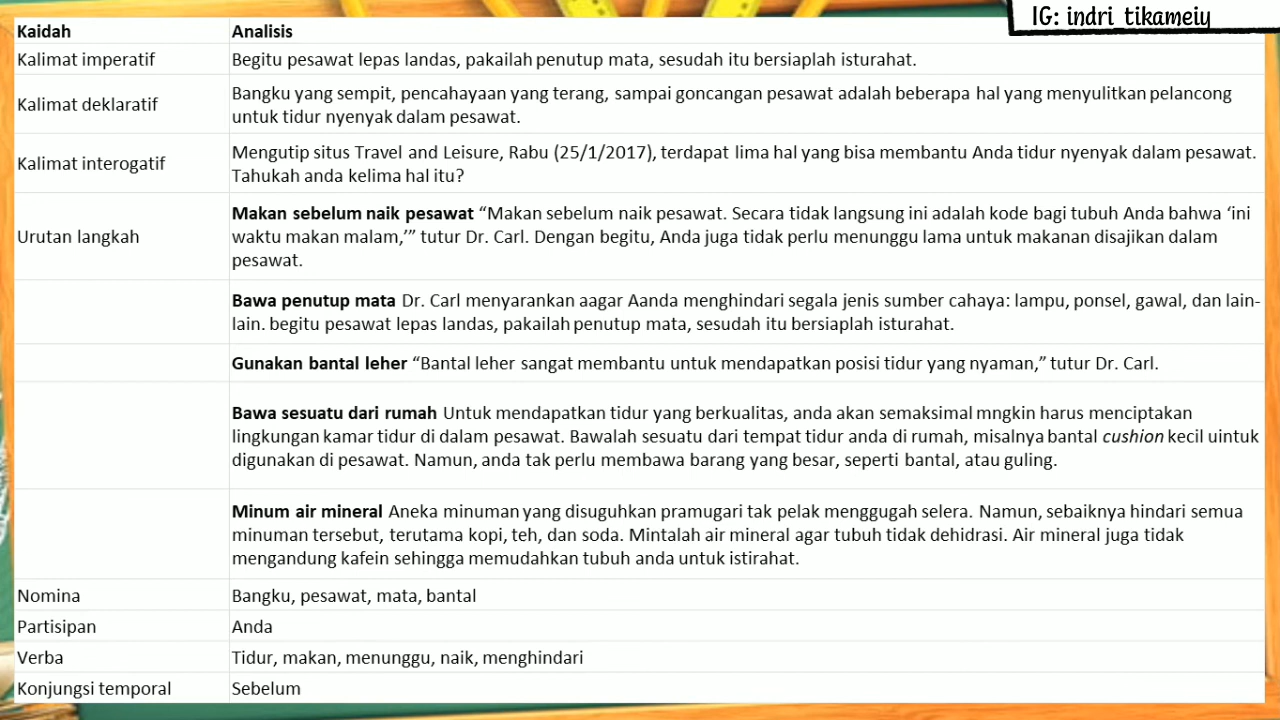 IG: indri_tikameiy
Kaidah Analisis
Kalimat imperatif Begitu pesawat lepas landas, pakailah penutup mata, sesudah itu bersiaplah isturahat.
Kalimat deklaratif Bangku yang sempit, pencahayaan yang terang, sampai goncangan pesawat adalah beberapa hal yang menyulitkan pelancong
untuk tidur nyenyak dalam pesawat.
Kalimat interogatif Mengutip situs Travel and Leisure, Rabu (25/1/2017), terdapat lima hal yang bisa membantu Anda tidur nyenyak dalam pesawat.
Tahukah anda kelima hal itu?
Urutan langkah Makan sebelum naik pesawat “Makan sebelum naik pesawat. Secara tidak langsung ini adalah kode bagi tubuh Anda bahwa ‘ini
waktu makan malam,’” tutur Dr. Carl. Dengan begitu, Anda juga tidak perlu menunggu lama untuk makanan disajikan dalam
pesawat.
Bawa penutup mata Dr. Carl menyarankan aagar Aanda menghindari segala jenis sumber cahaya: lampu, ponsel, gawal, dan lain-
lain. begitu pesawat lepas landas, pakailah penutup mata, sesudah itu bersiaplah isturahat.
Gunakan bantal leher “Bantal leher sangat membantu untuk mendapatkan posisi tidur yang nyaman,” tutur Dr. Carl.
Bawa sesuatu dari rumah Untuk mendapatkan tidur yang berkualitas, anda akan semaksimal mngkin harus menciptakan
lingkungan kamar tidur di dalam pesawat. Bawalah sesuatu dari tempat tidur anda di rumah, misalnya bantal cushion kecil uintuk
digunakan di pesawat. Namun, anda tak perlu membawa barang yang besar, seperti bantal, atau guling.
Minum air mineral Aneka minuman yang disuguhkan pramugari tak pelak menggugah selera. Namun, sebaiknya hindari semua
minuman tersebut, terutama kopi, teh, dan soda. Mintalah air mineral agar tubuh tidak dehidrasi. Air mineral juga tidak
mengandung kafein sehingga memudahkan tubuh anda untuk istirahat.
Nomina Bangku, pesawat, mata, bantal
Partisipan Anda
Verba Tidur, makan, menunggu, naik, menghindari
Konjungsi temporal Sebelum